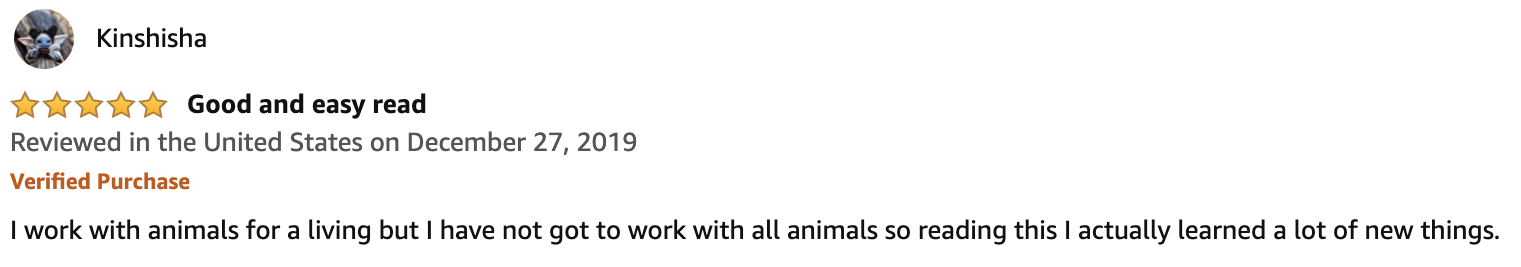 Kinshisha
Good and easy read
Reviewed in the United States on December 27, 2019
Verified Purchase
I work with animals for a living but I have not got to work with all animals so reading this I actually learned a lot of new things.